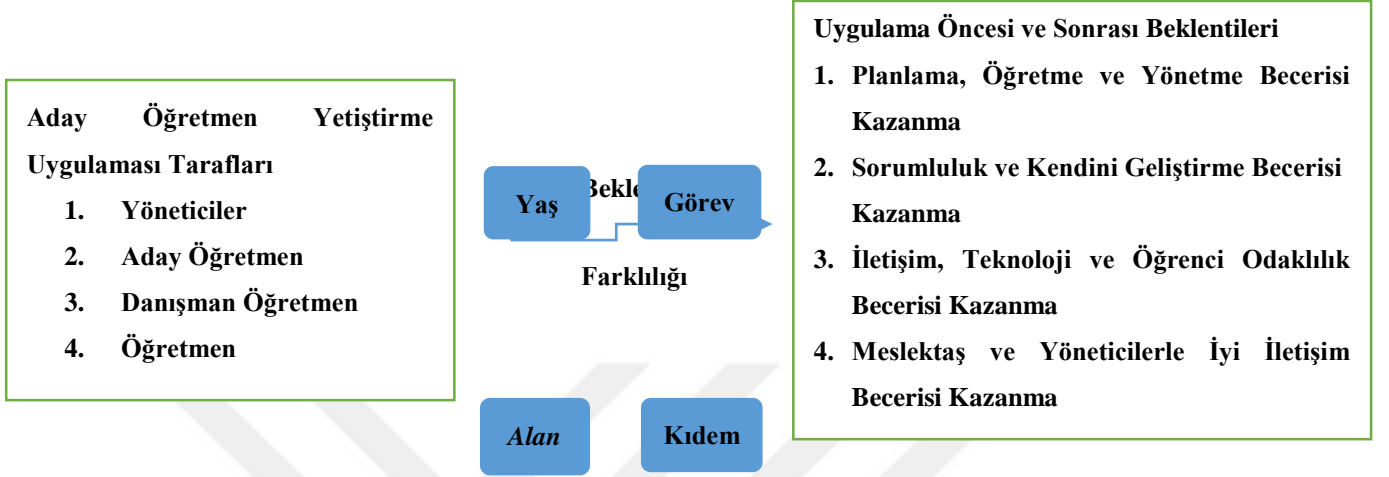 Aday Öğretmen Yetiştirme
Uygulaması Tarafları
1. Yöneticiler
2. Aday Öğretmen
3. Danışman Öğretmen
4. Öğretmen
Yaş
Görev
Farklılığı
Alan
Kıdem
Uygulama Öncesi ve Sonrası Beklentileri
1. Planlama, Öğretme ve Yönetme Becerisi
Kazanma
2. Sorumluluk ve Kendini Geliştirme Becerisi
Kazanma
3. İletişim, Teknoloji ve Öğrenci Odaklılık
Becerisi Kazanma
4. Meslektaş ve Yöneticilerle İyi İletişim
Becerisi Kazanma